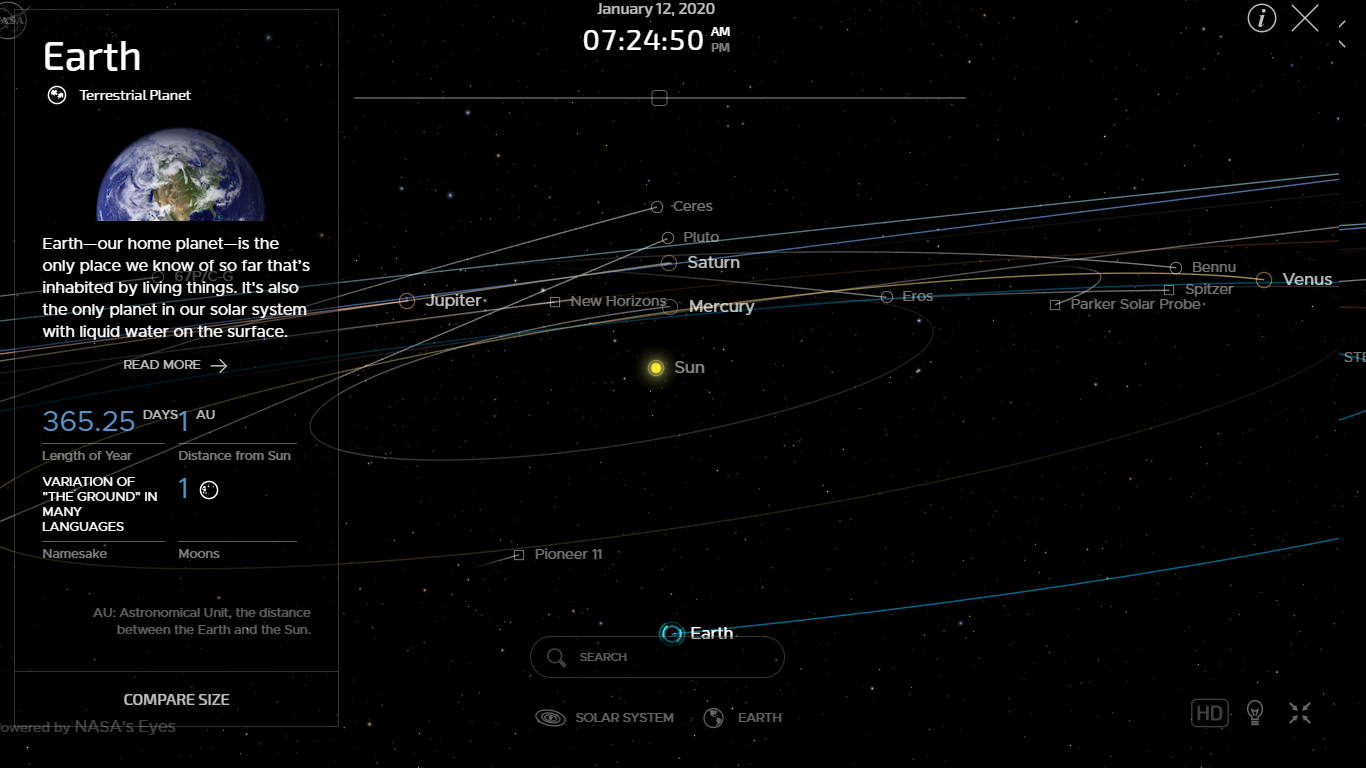 NASA
January 12, 2020
07:24:50 AM
PM
Earth
Terrestrial Planet
Earth—our home planet—is the
only place we know of so far that's
inhabited by living things. It's also
the only planet in our solar system
with liquid water on the surface.
READ MORE
365.25 DAYS
Length of Year
1 AU
Distance from Sun
VARIATION OF
"THE GROUND" IN
MANY
LANGUAGES
Namesake
1
Moons
AU: Astronomical Unit, the distance
between the Earth and the Sun.
COMPARE SIZE
owered by NASA's Eyes
67P/C-G
Ceres
Pluto
Saturn
Jupiter
New Horizons
Mercury
Eros
Bennu
Venus
Spitzer
Parker Solar Probe
Sun
STE
Pioneer 11
Earth
SEARCH
SOLAR SYSTEM
EARTH
HD